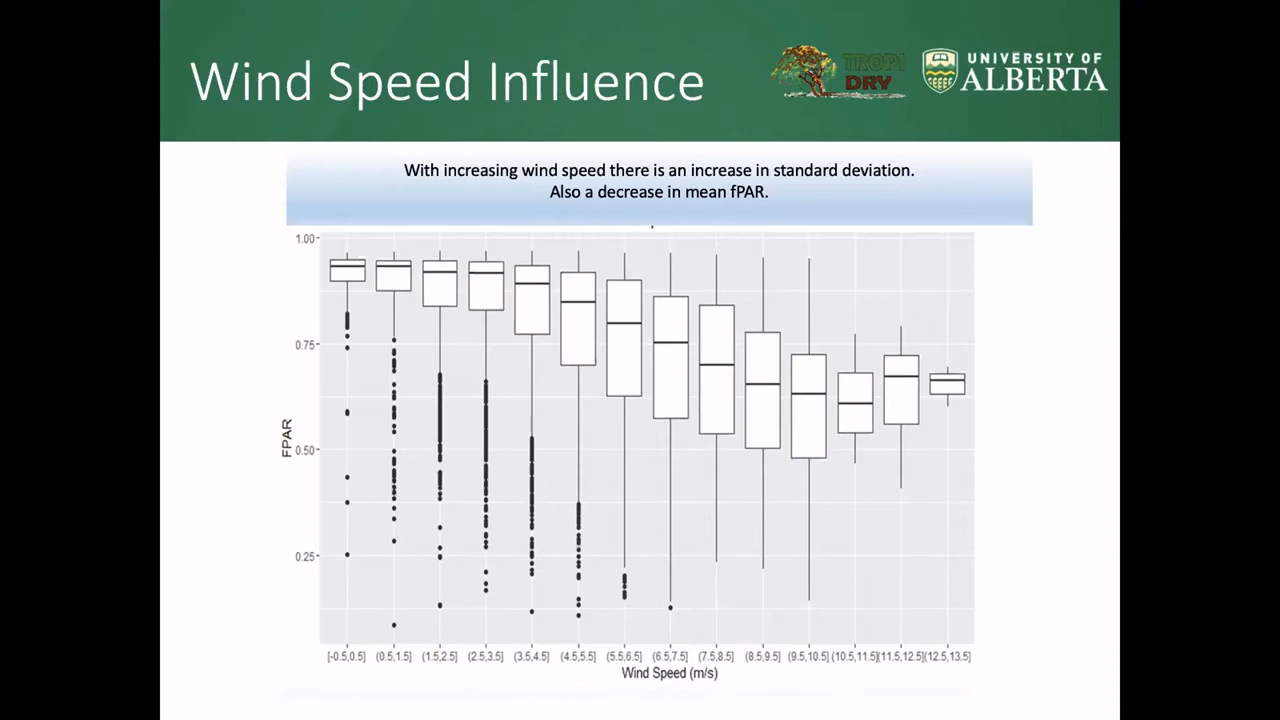 Wind Speed Influence
TROPI
DRY
UNIVERSITY OF
ALBERTA
With increasing wind speed there is an increase in standard deviation.
Also a decrease in mean fPAR.
1.00
0.75
0.50
0.25
FPAR
[-0.5,0.5] (0.5,1.5] (1.5,2.5] (2.5,3.5] (3.5,4.5] (4.5,5.5] (5.5,6.5] (6.5,7.5] (7.5,8.5] (8.5,9.5] (9.5,10.5] (10.5,11.5] (11.5,12.5] (12.5,13.5]
Wind Speed (m/s)